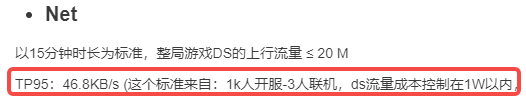 Net
以15分钟时长为标准，整局游戏DS的上行流量 ≤ 20 M
TP95：46.8KB/s (这个标准来自：1k人开服-3人联机，ds流量成本控制在1W以内，